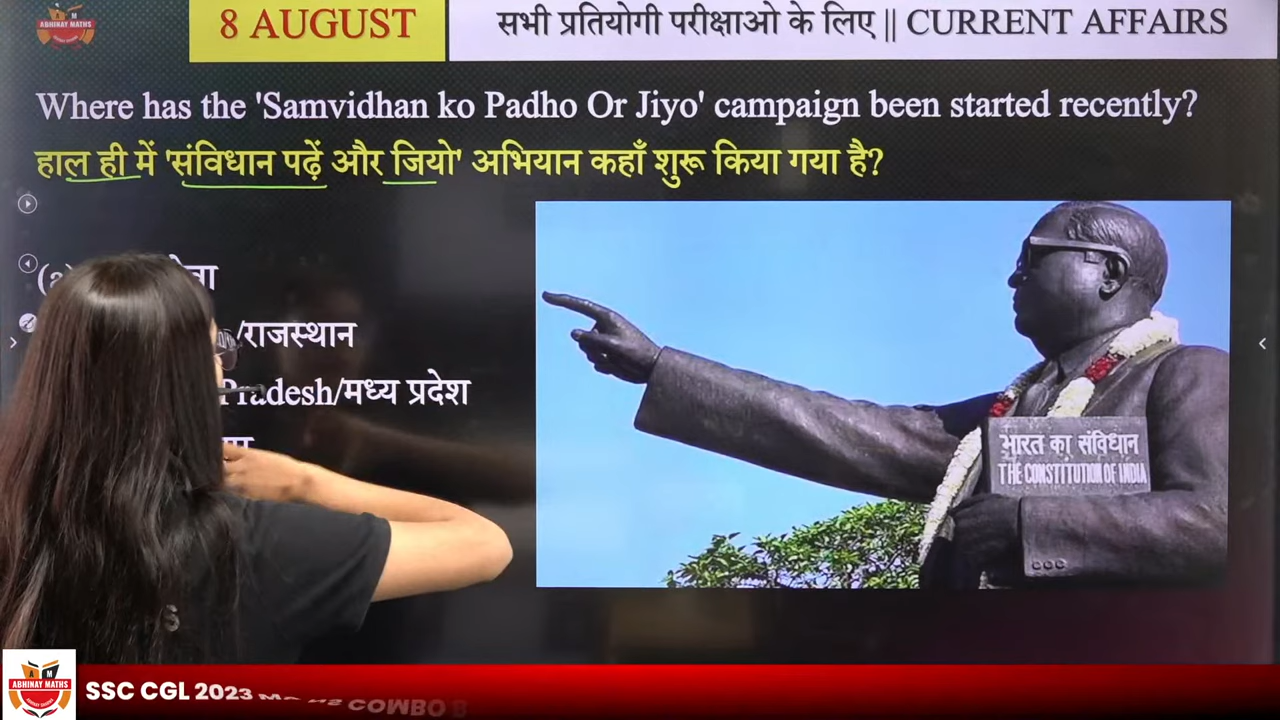 A M
ABHINAY MATHS
8 AUGUST
सभी प्रतियोगी परीक्षाओ के लिए || CURRENT AFFAIRS
Where has the 'Samvidhan ko Padho Or Jiyo' campaign been started recently?
हाल ही में 'संविधान पढ़ें और जियो' अभियान कहाँ शुरू किया गया है?
/राजस्थान
Pradesh/मध्य प्रदेश
भारत का संविधान
THE CONSTITUTION OF INDIA
A M
ABHINAY MATHS
SSC CGL 2023 COMBO